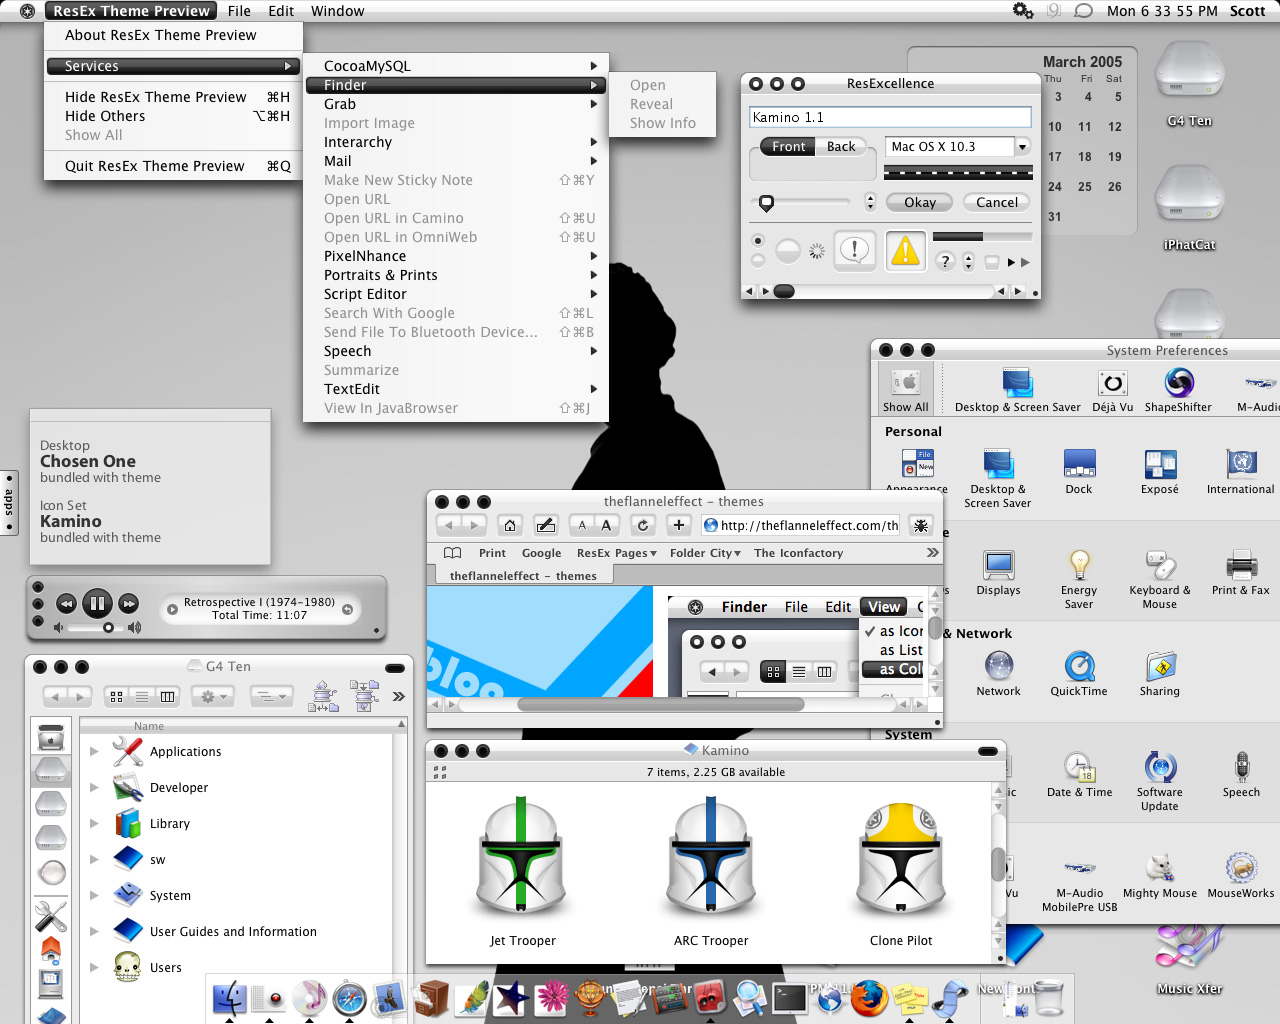 ResEx Theme Preview File Edit Window
Mon 6 33 55 PM Scott
About ResEx Theme Preview
Services
Hide ResEx Theme Preview ⌘H
Hide Others ⌥⌘H
Show All
Quit ResEx Theme Preview ⌘Q
CocoaMySQL
Finder
Grab
Import Image
Interarchy
Mail
Make New Sticky Note ⇧⌘Y
Open URL
Open URL in Camino ⇧⌘U
Open URL in OmniWeb ⇧⌘U
PixelNhance
Portraits & Prints
Script Editor
Search With Google ⇧⌘L
Send File To Bluetooth Device... ⇧⌘B
Speech
Summarize
TextEdit
View In JavaBrowser ⇧⌘J
Open
Reveal
Show Info
ResExcellence
Kamino 1.1
Front Back
Mac OS X 10.3
Okay Cancel
March 2005
Thu Fri Sat
3 4 5
10 11 12
17 18 19
24 25 26
31
G4 Ten
iPhatCat
System Preferences
Show All
Desktop & Screen Saver
Déjà Vu
ShapeShifter
M-Au
Personal
Appearance
Desktop & Screen Saver
Dock
Exposé
International
Displays
Energy Saver
Keyboard & Mouse
Print & Fax
& Network
Network
QuickTime
Sharing
System
Date & Time
Software Update
Speech
Vu
M-Audio MobilePre USB
Mighty Mouse
MouseWorks
Desktop
Chosen One
bundled with theme
Icon Set
Kamino
bundled with theme
apps
Retrospective I (1974-1980)
Total Time: 11:07
G4 Ten
Name
Applications
Developer
Library
sw
System
User Guides and Information
Users
theflanneleffect - themes
http://theflanneleffect.com/th
Print Google ResEx Pages Folder City The Iconfactory
theflanneleffect - themes
blog
Finder File Edit View
as Icon
as List
as Colu
Kamino
7 items, 2.25 GB available
Jet Trooper
ARC Trooper
Clone Pilot
Music Xfer